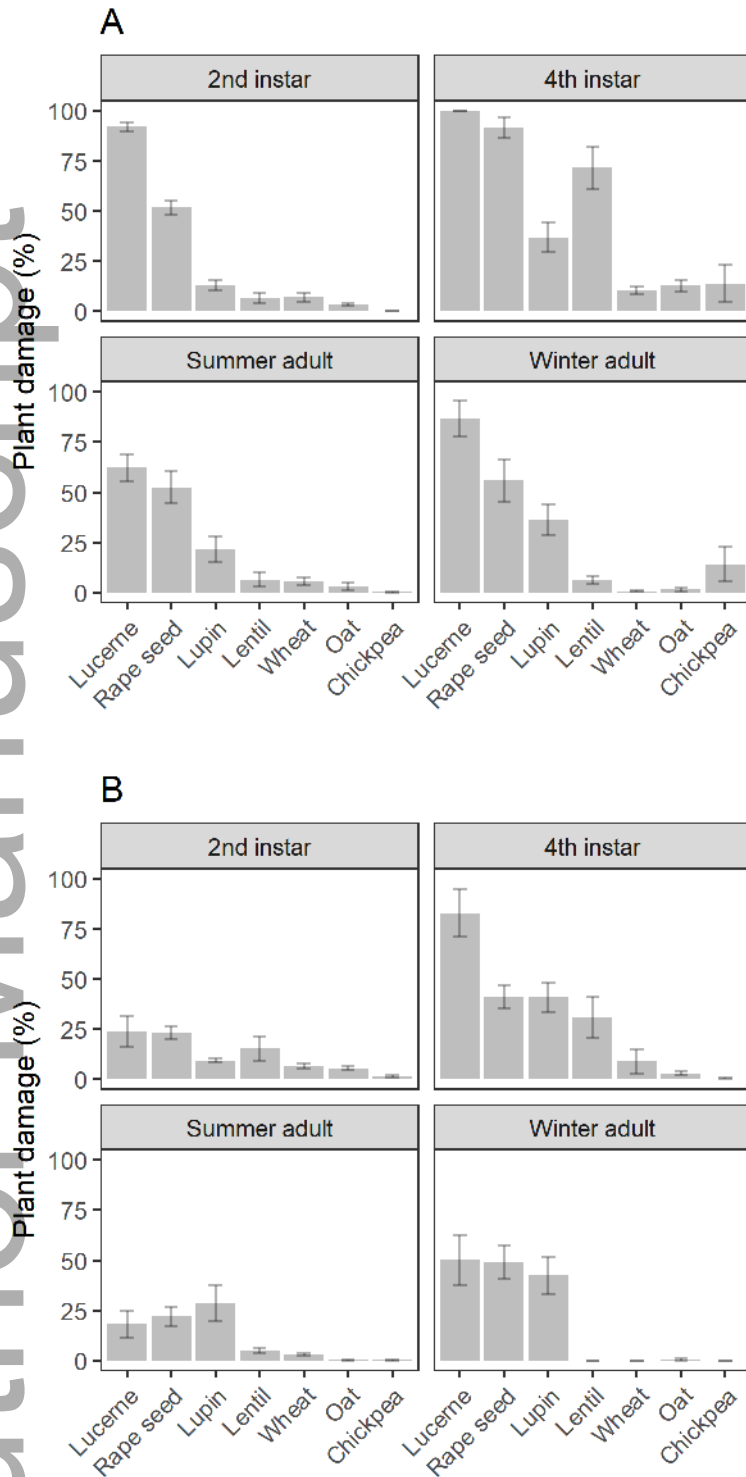 A
2nd instar 4th instar
100
75
50
25
0
Plant damage (%)
Summer adult Winter adult
100
75
50
25
0
Lucerne Rape seed Lupin Lentil Wheat Oat Chickpea Lucerne Rape seed Lupin Lentil Wheat Oat Chickpea
B
2nd instar 4th instar
100
75
50
25
0
Plant damage (%)
Summer adult Winter adult
100
75
50
25
0
Lucerne Rape seed Lupin Lentil Wheat Oat Chickpea Lucerne Rape seed Lupin Lentil Wheat Oat Chickpea